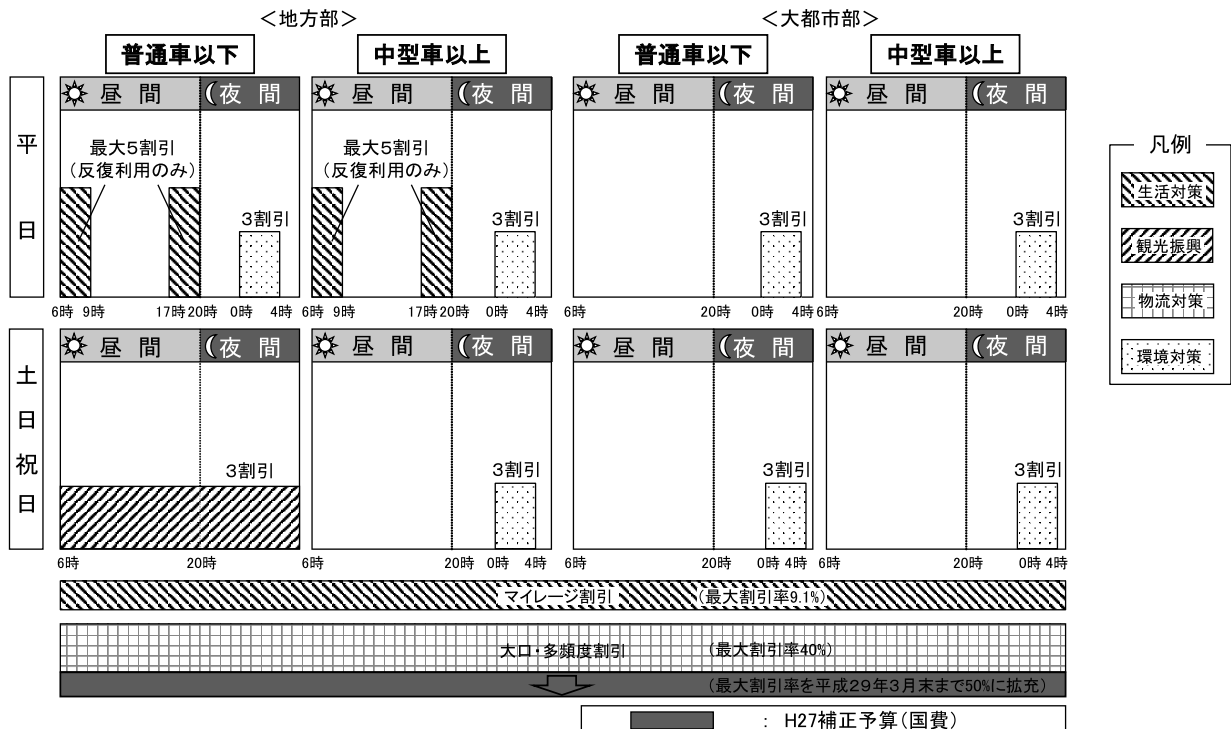 ＜地方部＞
＜大都市部＞
普通車以下
中型車以上
普通車以下
中型車以上
平日
昼間 夜間
最大5割引
(反復利用のみ)
3割引
6時 9時 17時 20時 0時 4時
昼間 夜間
最大5割引
(反復利用のみ)
3割引
6時 9時 17時 20時 0時 4時
昼間 夜間
3割引
6時 20時 0時 4時
昼間 夜間
3割引
6時 20時 0時 4時
土日祝日
昼間 夜間
3割引
6時 20時
昼間 夜間
3割引
6時 20時 0時 4時
昼間 夜間
3割引
6時 20時 0時 4時
昼間 夜間
3割引
6時 20時 0時 4時
凡例
生活対策
観光振興
物流対策
環境対策
マイレージ割引 (最大割引率9.1%)
大口・多頻度割引 (最大割引率40%)
(最大割引率を平成29年3月末まで50%に拡充)
： H27補正予算(国費)